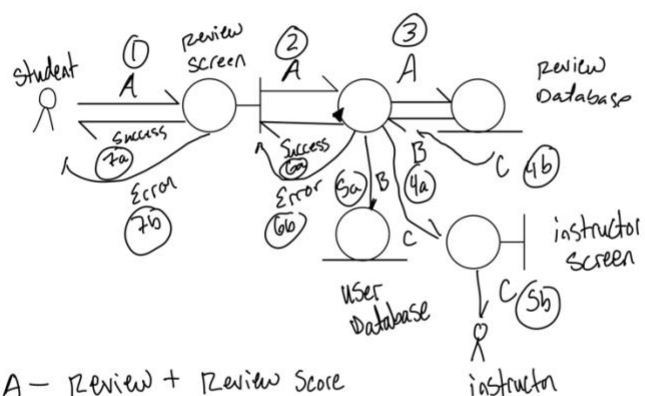 Student
1
A
Success
7a
Error
7b
Review
Screen
2
A
Success
6a
Error
6b
3
A
Review
Database
B
4a
C
4b
5a
B
User
Database
C
instructor
Screen
C
5b
instructor
A - Review + Review Score